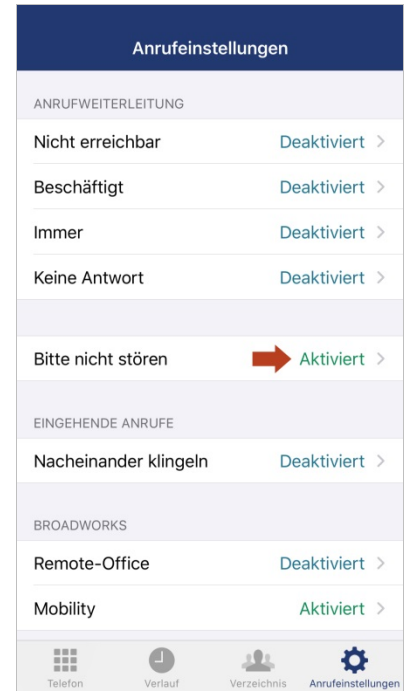 Anrufeinstellungen
ANRUFWEITERLEITUNG
Nicht erreichbar Deaktiviert
Beschäftigt Deaktiviert
Immer Deaktiviert
Keine Antwort Deaktiviert
Bitte nicht stören Aktiviert
EINGEHENDE ANRUFE
Nacheinander klingeln Deaktiviert
BROADWORKS
Remote-Office Deaktiviert
Mobility Aktiviert
Telefon Verlauf Verzeichnis Anrufeinstellungen